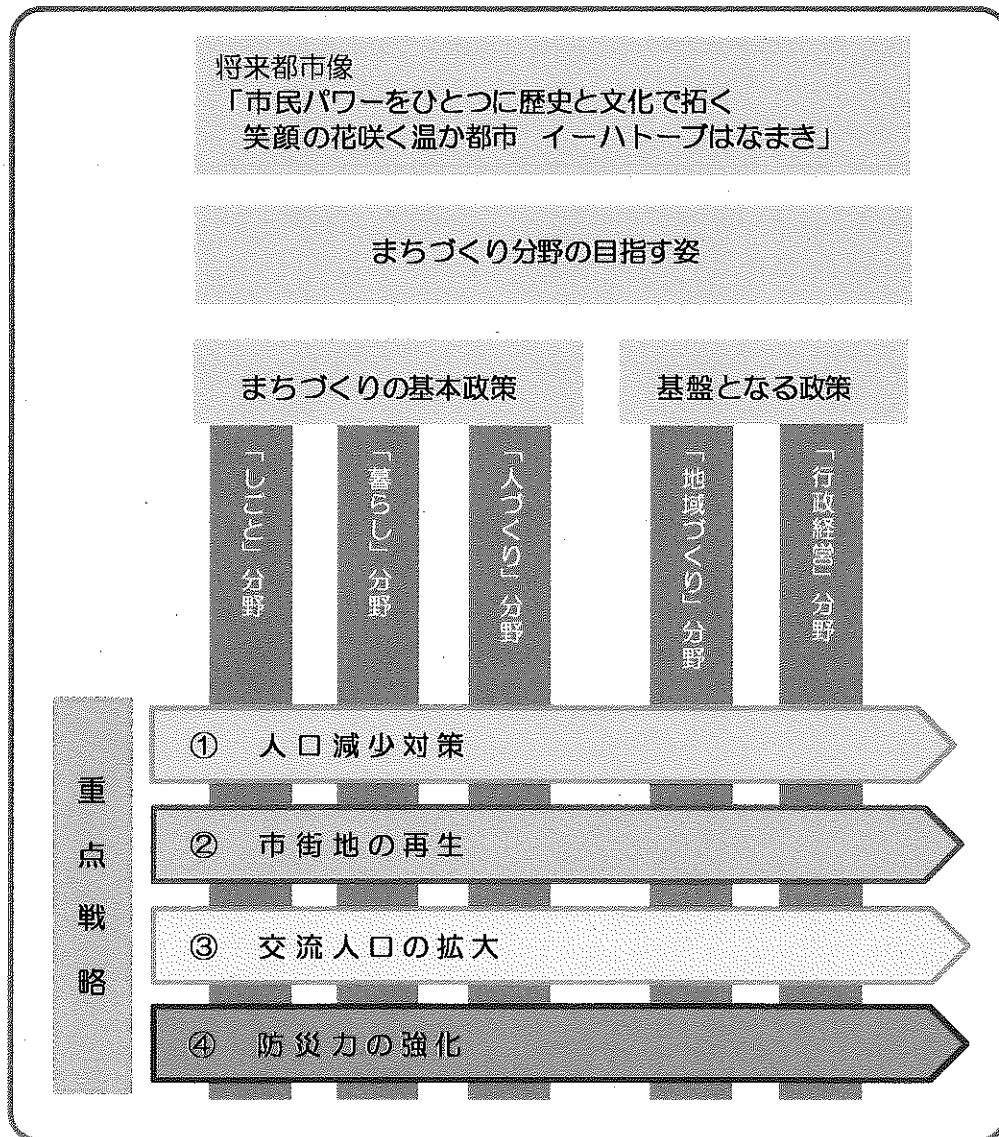 将来都市像
「市民パワーをひとつに歴史と文化で拓く
笑顔の花咲く温か都市　イーハトーブはなまき」
まちづくり分野の目指す姿
まちづくりの基本政策
基盤となる政策
「しごと」分野
「暮らし」分野
「人づくり」分野
「地域づくり」分野
「行政経営」分野
重点戦略
①　人口減少対策
②　市街地の再生
③　交流人口の拡大
④　防災力の強化